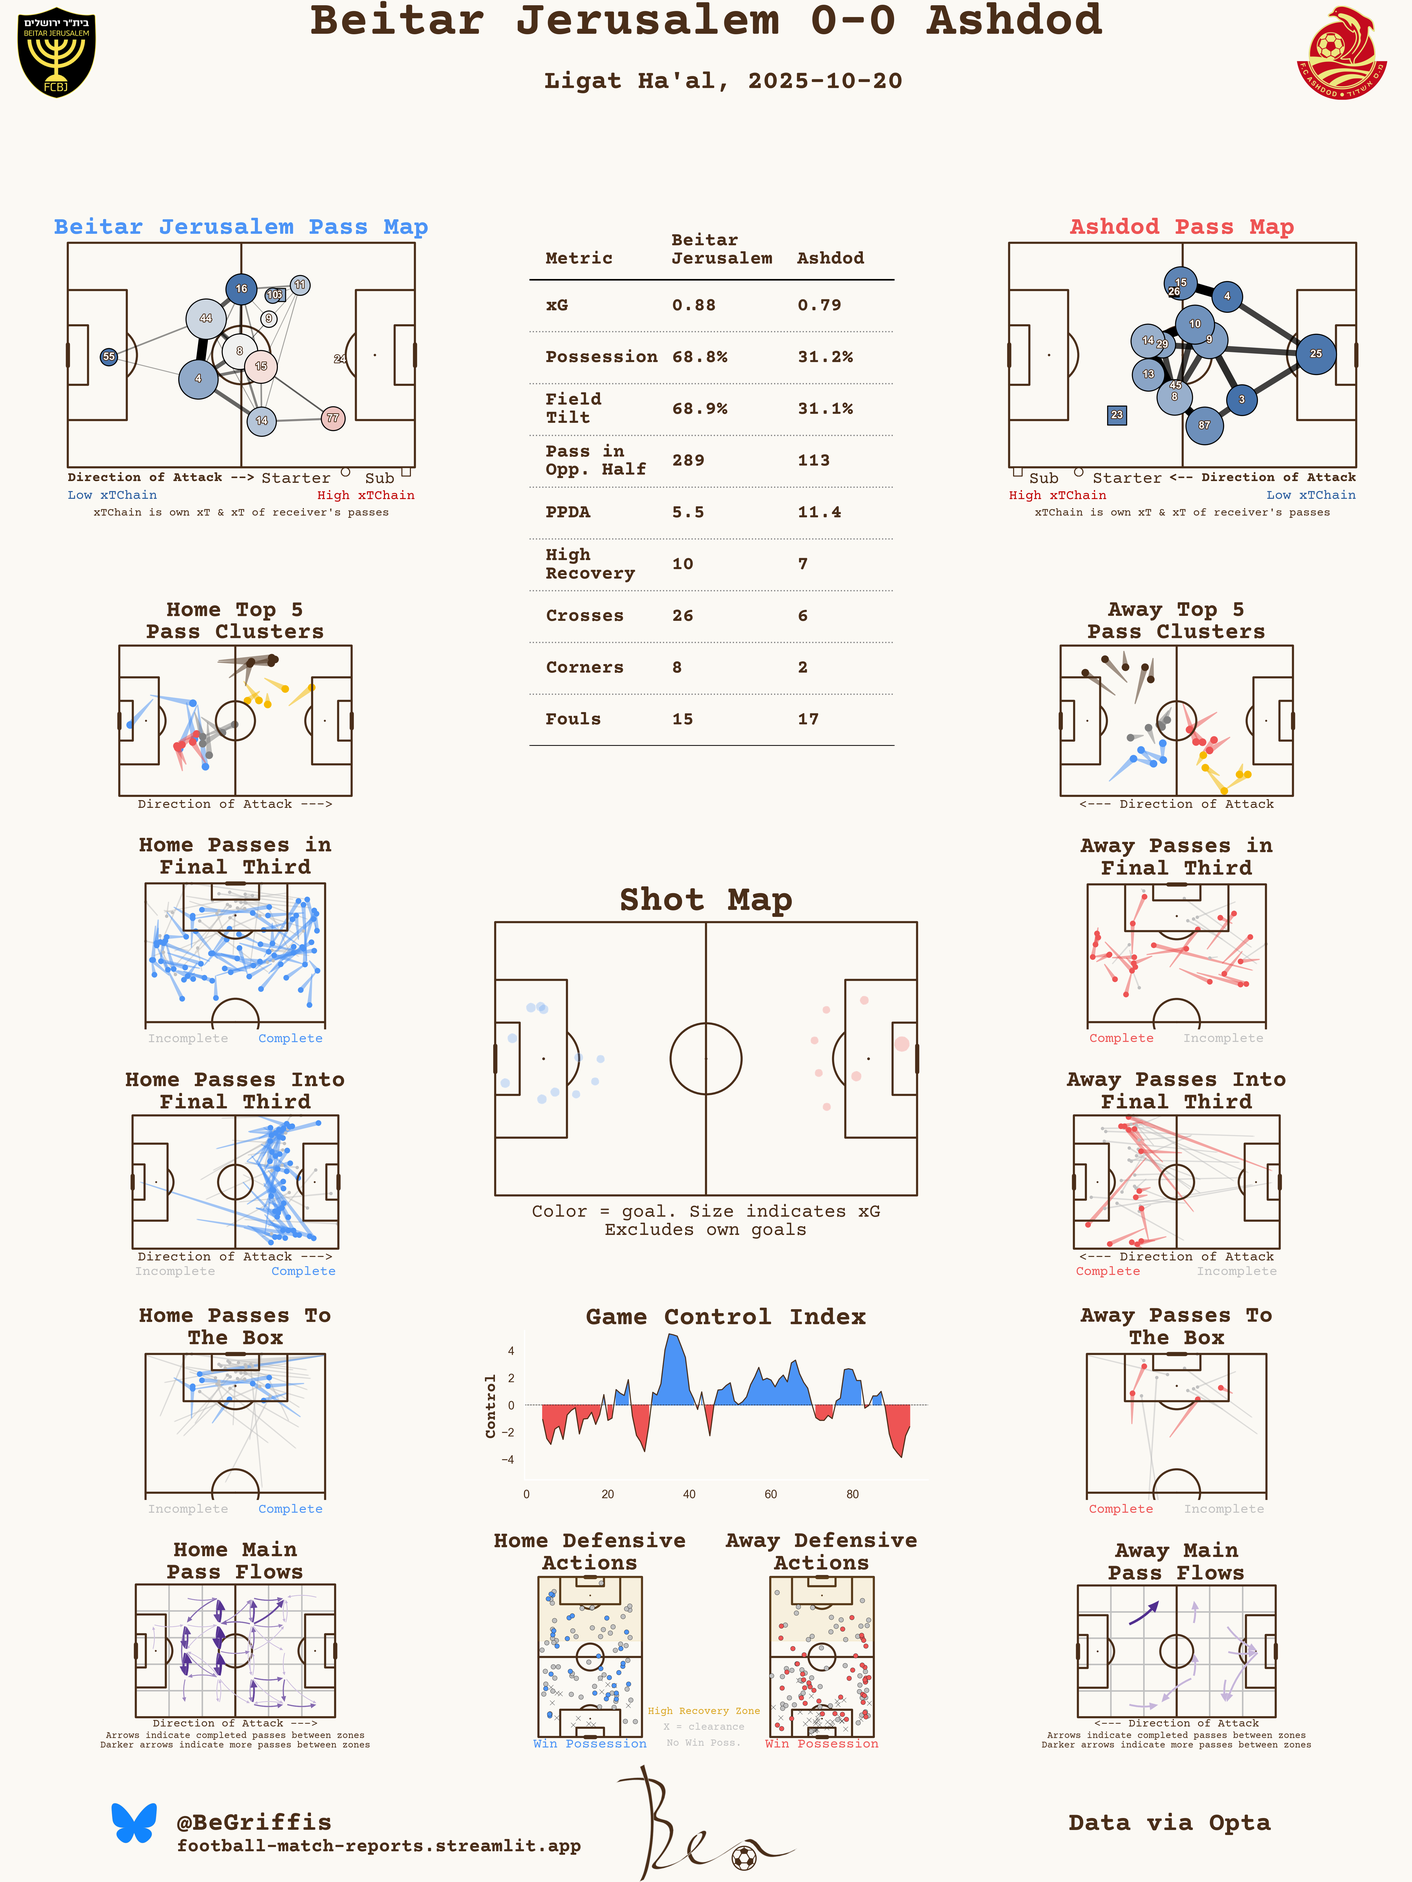 Beitar Jerusalem 0-0 Ashdod
Ligat Ha'al, 2025-10-20
בית"ר ירושלים
BEITAR JERUSALEM
FCBJ
F.C ASHDOD • מ.ס אשדוד
Beitar Jerusalem Pass Map
16
10
11
44
9
8
55
24
15
4
14
77
Direction of Attack --> Starter Sub
Low xTChain High xTChain
xTChain is own xT & xT of receiver's passes
Metric Beitar Jerusalem Ashdod
xG 0.88 0.79
Possession 68.8% 31.2%
Field Tilt 68.9% 31.1%
Pass in Opp. Half 289 113
PPDA 5.5 11.4
High Recovery 10 7
Crosses 26 6
Corners 8 2
Fouls 15 17
Ashdod Pass Map
15
26
4
10
14
29
9
25
13
45
8
3
23
87
Sub Starter <-- Direction of Attack
High xTChain Low xTChain
xTChain is own xT & xT of receiver's passes
Home Top 5
Pass Clusters
Direction of Attack --->
Away Top 5
Pass Clusters
<--- Direction of Attack
Home Passes in
Final Third
Incomplete Complete
Away Passes in
Final Third
Complete Incomplete
Shot Map
Color = goal. Size indicates xG
Excludes own goals
Home Passes Into
Final Third
Direction of Attack --->
Incomplete Complete
Away Passes Into
Final Third
<--- Direction of Attack
Complete Incomplete
Game Control Index
Control
4
2
0
−2
−4
0 20 40 60 80
Home Passes To
The Box
Incomplete Complete
Away Passes To
The Box
Complete Incomplete
Home Main
Pass Flows
Direction of Attack --->
Arrows indicate completed passes between zones
Darker arrows indicate more passes between zones
Home Defensive
Actions
Win Possession
Away Defensive
Actions
Win Possession
High Recovery Zone
X = clearance
No Win Poss.
Away Main
Pass Flows
<--- Direction of Attack
Arrows indicate completed passes between zones
Darker arrows indicate more passes between zones
@BeGriffis
football-match-reports.streamlit.app
Ben
Data via Opta